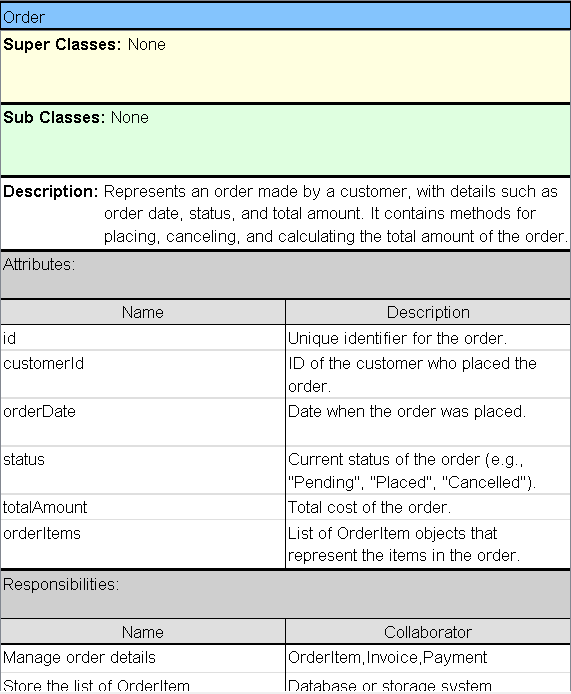 Order
Super Classes: None
Sub Classes: None
Description: Represents an order made by a customer, with details such as
order date, status, and total amount. It contains methods for
placing, canceling, and calculating the total amount of the order.
Attributes:
Name Description
id Unique identifier for the order.
customerId ID of the customer who placed the
order.
orderDate Date when the order was placed.
status Current status of the order (e.g.,
"Pending", "Placed", "Cancelled").
totalAmount Total cost of the order.
orderItems List of OrderItem objects that
represent the items in the order.
Responsibilities:
Name Collaborator
Manage order details OrderItem,Invoice,Payment
Store the list of OrderItem Database or storage system